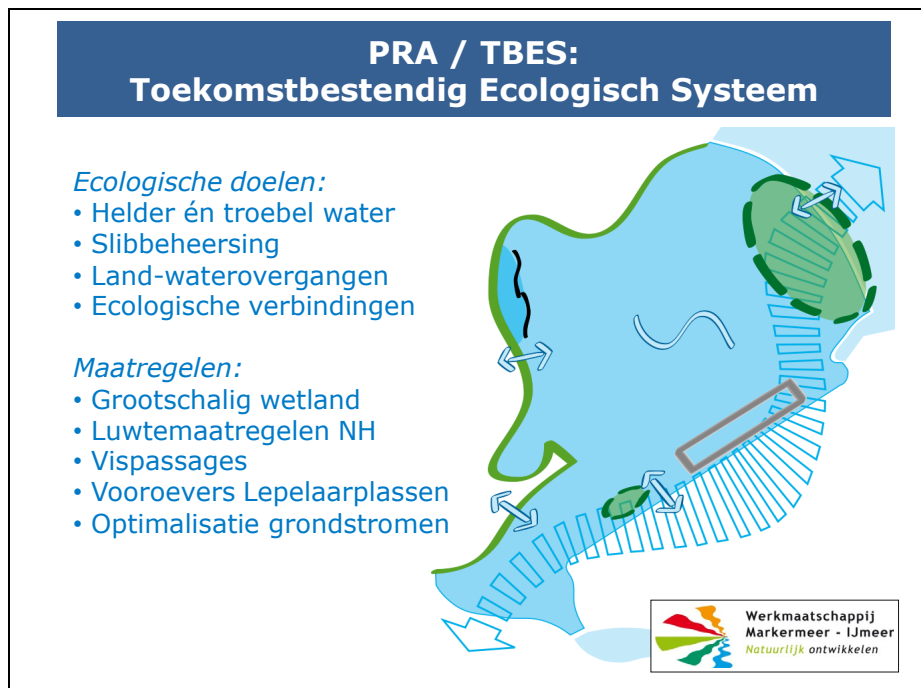 PRA / TBES:
Toekomstbestendig Ecologisch Systeem
Ecologische doelen:
• Helder én troebel water
• Slibbeheersing
• Land-waterovergangen
• Ecologische verbindingen
Maatregelen:
• Grootschalig wetland
• Luwtemaatregelen NH
• Vispassages
• Vooroevers Lepelaarplassen
• Optimalisatie grondstromen
Werkmaatschappij
Markermeer - IJmeer
Natuurlijk ontwikkelen